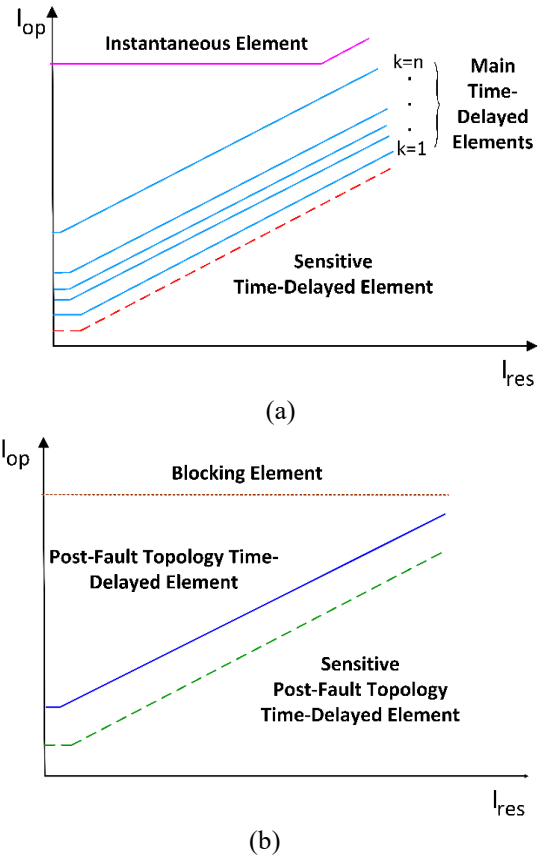 Iop
Instantaneous Element
k=n
.
.
.
k=1
Main
Time-
Delayed
Elements
Sensitive
Time-Delayed Element
Ires
(a)
Iop
Blocking Element
Post-Fault Topology Time-
Delayed Element
Sensitive
Post-Fault Topology
Time-Delayed Element
Ires
(b)